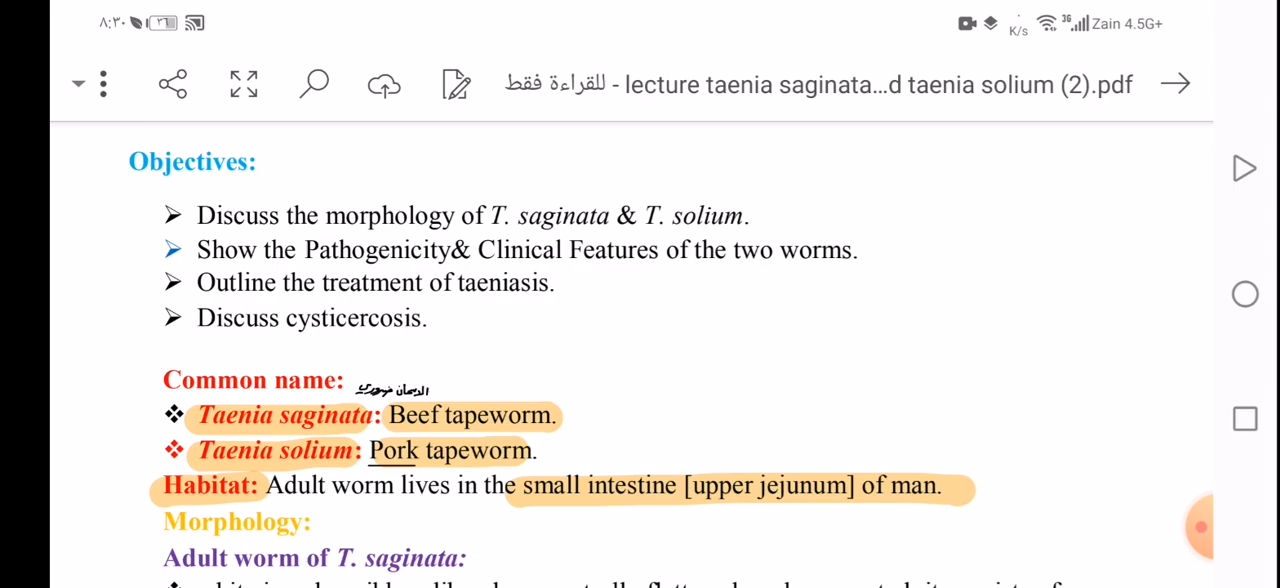 ٨:٣٠ ٢٦ K/s 3G Zain 4.5G+
للقراءة فقط - lecture taenia saginata...d taenia solium (2).pdf
Objectives:
➢ Discuss the morphology of T. saginata & T. solium.
➢ Show the Pathogenicity& Clinical Features of the two worms.
➢ Outline the treatment of taeniasis.
➢ Discuss cysticercosis.
Common name:
❖ Taenia saginata: Beef tapeworm.
❖ Taenia solium: Pork tapeworm.
Habitat: Adult worm lives in the small intestine [upper jejunum] of man.
Morphology:
Adult worm of T. saginata: